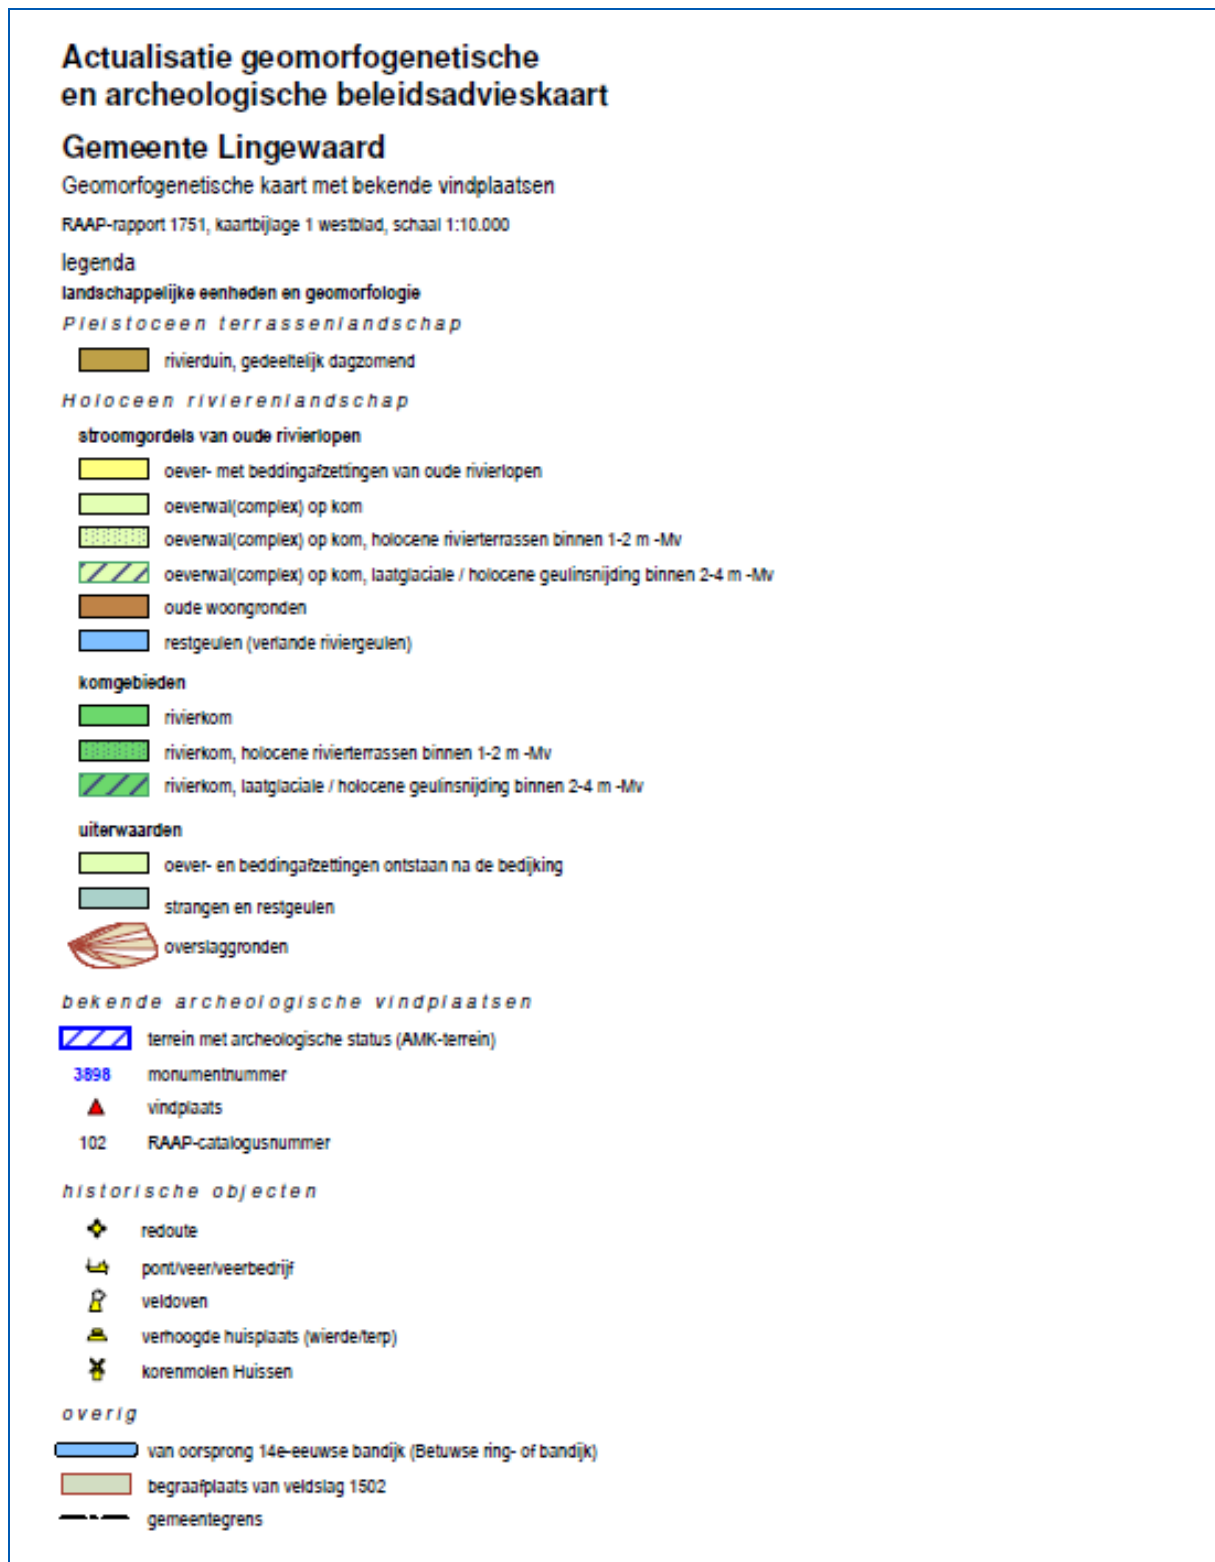 Actualisatie geomorfogenetische
en archeologische beleidsadvieskaart
Gemeente Lingewaard
Geomorfogenetische kaart met bekende vindplaatsen
RAAP-rapport 1751, kaartbijlage 1 westblad, schaal 1:10.000
legenda
landschappelijke eenheden en geomorfologie
Pleistoceen terrassenlandschap
rivierduin, gedeeltelijk dagzomend
Holoceen rivierenlandschap
stroomgordels van oude rivierlopen
oever- met beddingafzettingen van oude rivierlopen
oeverwal(complex) op kom
oeverwal(complex) op kom, holocene rivierterrassen binnen 1-2 m -Mv
oeverwal(complex) op kom, laatglaciale / holocene geulinsnijding binnen 2-4 m -Mv
oude woongronden
restgeulen (verlande riviergeulen)
komgebieden
rivierkom
rivierkom, holocene rivierterrassen binnen 1-2 m -Mv
rivierkom, laatglaciale / holocene geulinsnijding binnen 2-4 m -Mv
uiterwaarden
oever- en beddingafzettingen ontstaan na de bedijking
strangen en restgeulen
overslaggronden
bekende archeologische vindplaatsen
terrein met archeologische status (AMK-terrein)
3898 monumentnummer
vindplaats
102 RAAP-catalogusnummer
historische objecten
redoute
pont/veer/veerbedrijf
veldoven
verhoogde huisplaats (wierde/terp)
korenmolen Huissen
overig
van oorsprong 14e-eeuwse bandijk (Betuwse ring- of bandijk)
begraafplaats van veldslag 1502
gemeentegrens